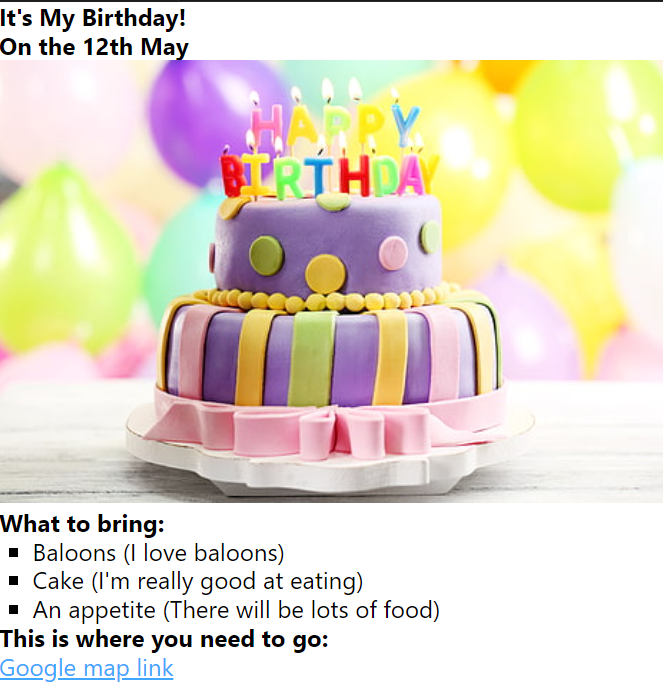 It's My Birthday!
On the 12th May
HAPPY
BIRTHDAY
What to bring:
Baloons (I love baloons)
Cake (I'm really good at eating)
An appetite (There will be lots of food)
This is where you need to go:
Google map link